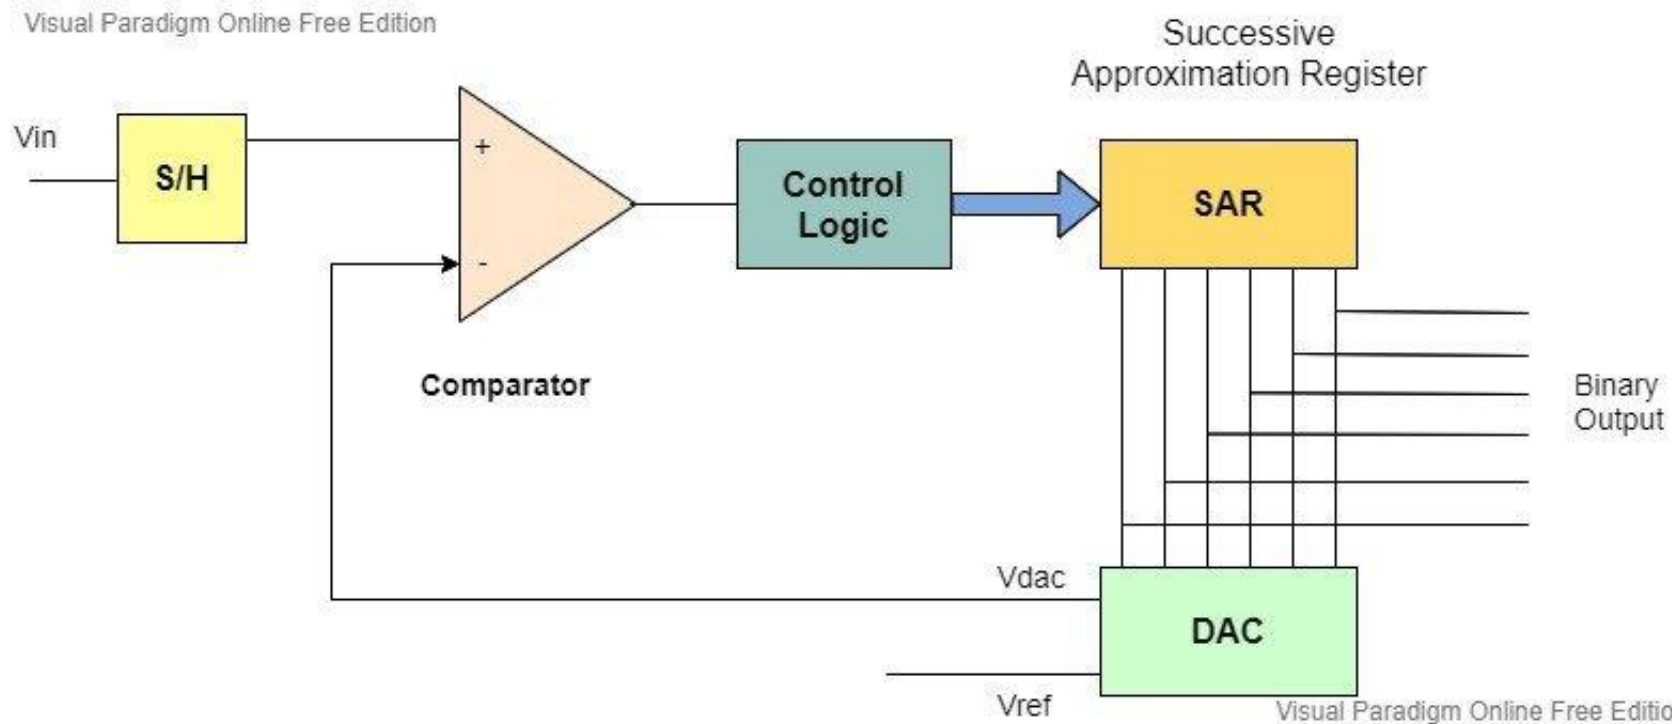 Visual Paradigm Online Free Edition
Successive
Approximation Register
Vin
S/H
+
-
Control
Logic
SAR
Comparator
Binary
Output
Vdac
DAC
Vref
Visual Paradigm Online Free Editio